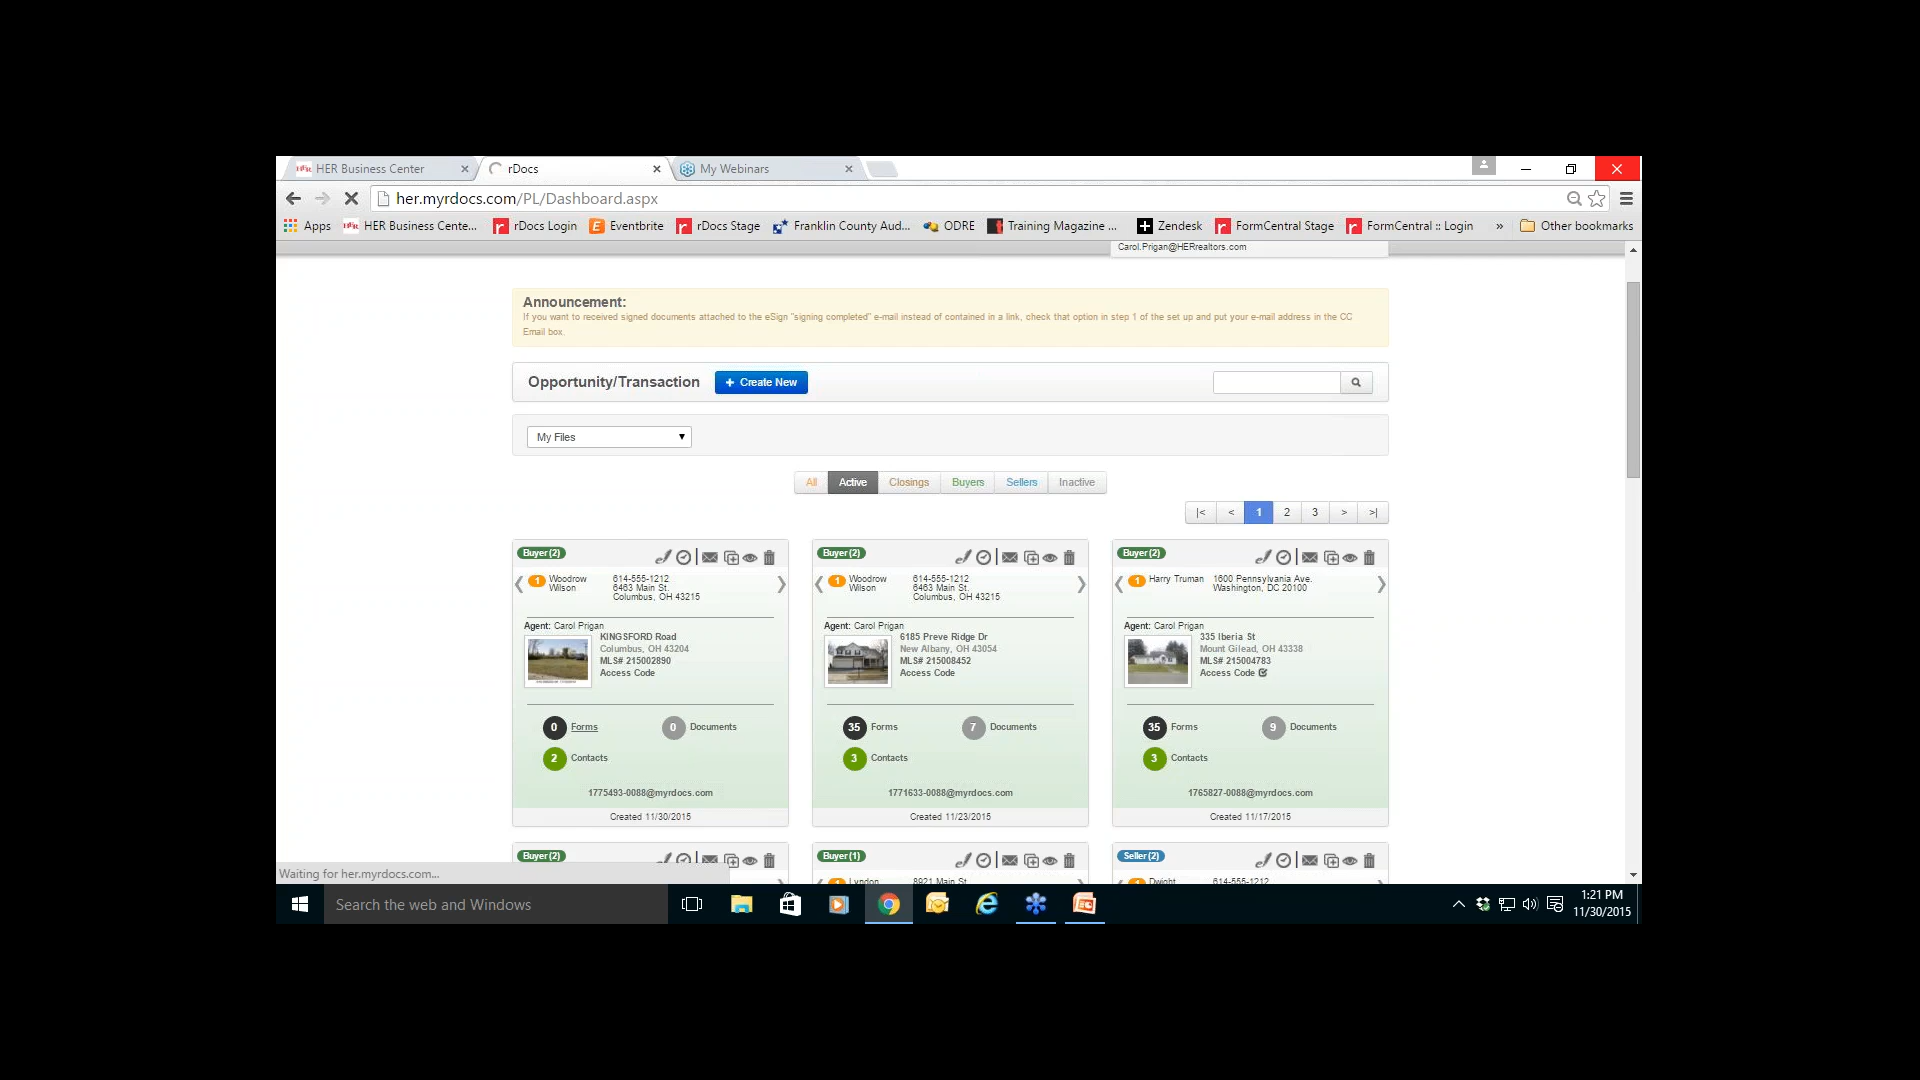 HER Business Center
rDocs
My Webinars
her.myrdocs.com/PL/Dashboard.aspx
Apps
HER Business Cente...
rDocs Login
Eventbrite
rDocs Stage
Franklin County Aud...
ODRE
Training Magazine ...
Zendesk
FormCentral Stage
FormCentral :: Login
»
Other bookmarks
Carol.Prigan@HERrealtors.com
Announcement:
If you want to received signed documents attached to the eSign "signing completed" e-mail instead of contained in a link, check that option in step 1 of the set up and put your e-mail address in the CC
Email box.
Opportunity/Transaction
+ Create New
My Files
All Active Closings Buyers Sellers Inactive
|< < 1 2 3 > >|
Buyer (2)
1 Woodrow Wilson
614-555-1212
6463 Main St.
Columbus, OH 43215
Agent: Carol Prigan
KINGSFORD Road
Columbus, OH 43204
MLS# 215002890
Access Code
0 Forms
0 Documents
2 Contacts
1775493-0088@myrdocs.com
Created 11/30/2015
Buyer (2)
1 Woodrow Wilson
614-555-1212
6463 Main St.
Columbus, OH 43215
Agent: Carol Prigan
6185 Preve Ridge Dr
New Albany, OH 43054
MLS# 215008452
Access Code
35 Forms
7 Documents
3 Contacts
1771633-0088@myrdocs.com
Created 11/23/2015
Buyer (2)
1 Harry Truman
1600 Pennsylvania Ave.
Washington, DC 20100
Agent: Carol Prigan
335 Iberia St
Mount Gilead, OH 43338
MLS# 215004783
Access Code
35 Forms
9 Documents
3 Contacts
1765827-0088@myrdocs.com
Created 11/17/2015
Buyer (2)
Buyer (1)
Lyndon
8921 Main St.
Seller (2)
Dwight
614-555-1212
Waiting for her.myrdocs.com...
Search the web and Windows
1:21 PM
11/30/2015